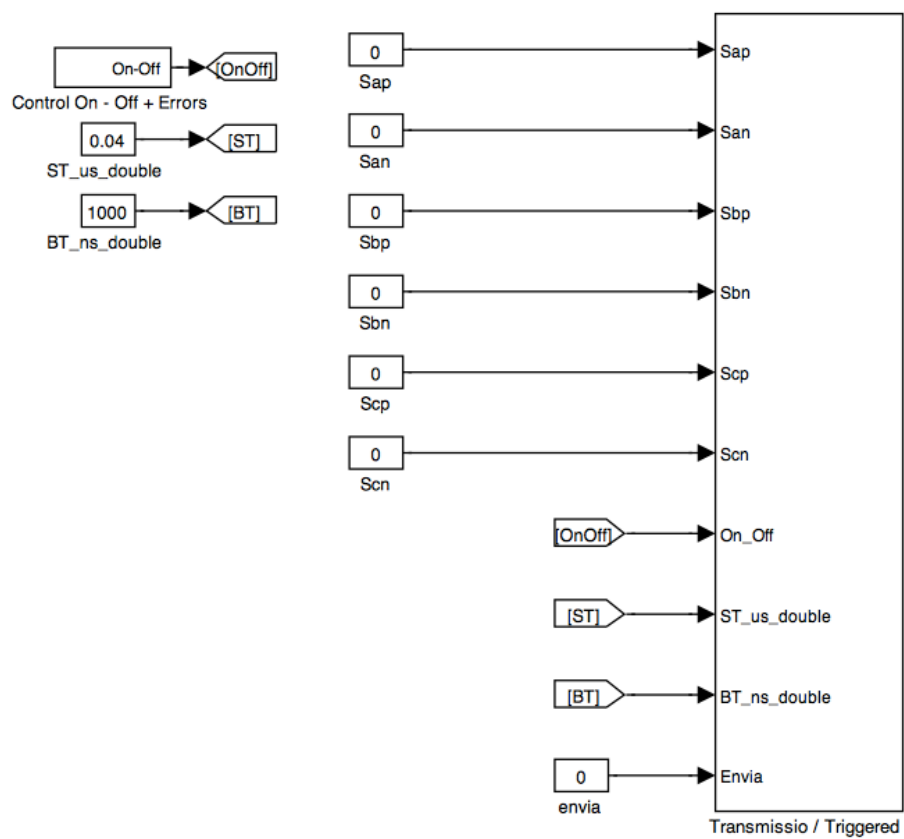 On-Off
[OnOff]
Control On - Off + Errors
0.04
[ST]
ST_us_double
1000
[BT]
BT_ns_double
0
Sap
0
San
0
Sbp
0
Sbn
0
Scp
0
Scn
[OnOff]
[ST]
[BT]
0
envia
Sap
San
Sbp
Sbn
Scp
Scn
On_Off
ST_us_double
BT_ns_double
Envia
Transmissio / Triggered